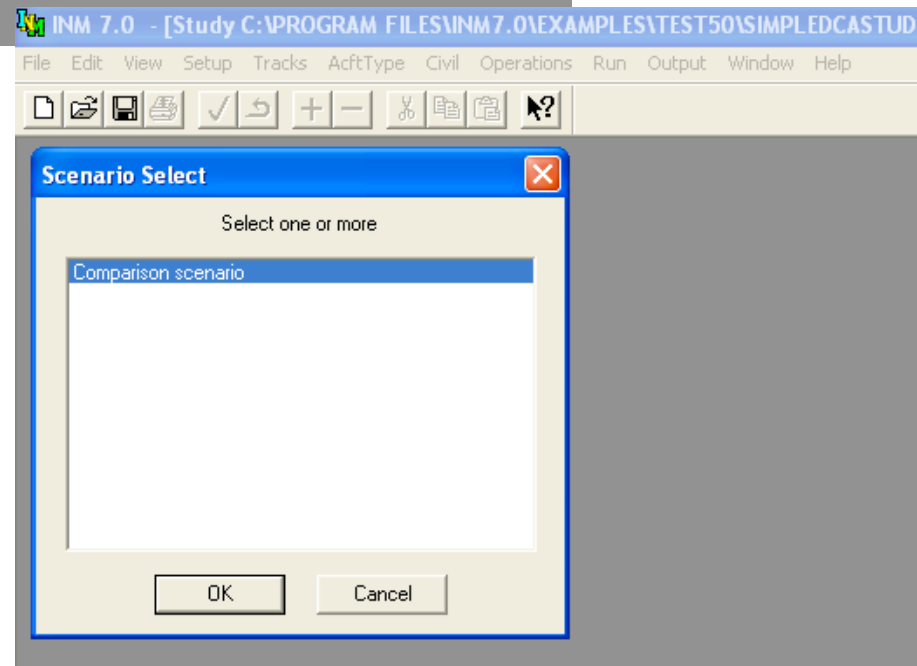 INM 7.0 - [Study C:\PROGRAM FILES\INM7.0\EXAMPLES\TEST50\SIMPLEDCASTUD
File Edit View Setup Tracks AcftType Civil Operations Run Output Window Help
Scenario Select
Select one or more
Comparison scenario
OK Cancel